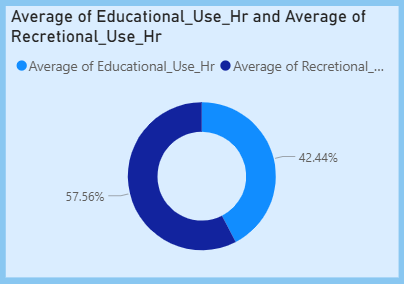 Average of Educational_Use_Hr and Average of
Recretional_Use_Hr
Average of Educational_Use_Hr Average of Recretional_...
42.44%
57.56%